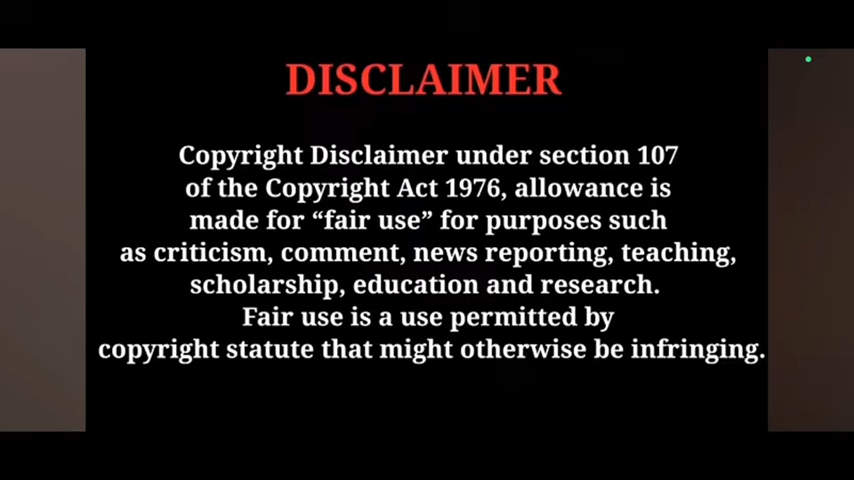 DISCLAIMER
Copyright Disclaimer under section 107
of the Copyright Act 1976, allowance is
made for “fair use” for purposes such
as criticism, comment, news reporting, teaching,
scholarship, education and research.
Fair use is a use permitted by
copyright statute that might otherwise be infringing.